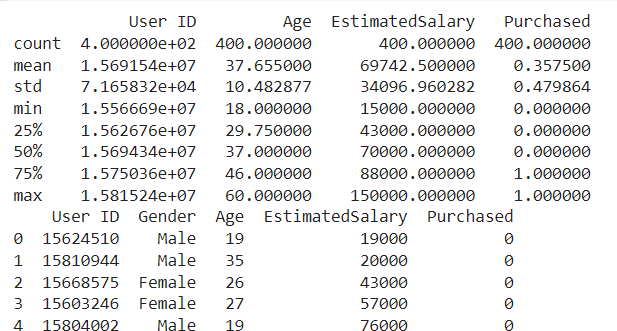 User ID Age EstimatedSalary Purchased
count 4.000000e+02 400.000000 400.000000 400.000000
mean 1.569154e+07 37.655000 69742.500000 0.357500
std 7.165832e+04 10.482877 34096.960282 0.479864
min 1.556669e+07 18.000000 15000.000000 0.000000
25% 1.562676e+07 29.750000 43000.000000 0.000000
50% 1.569434e+07 37.000000 70000.000000 0.000000
75% 1.575036e+07 46.000000 88000.000000 1.000000
max 1.581524e+07 60.000000 150000.000000 1.000000
User ID Gender Age EstimatedSalary Purchased
0 15624510 Male 19 19000 0
1 15810944 Male 35 20000 0
2 15668575 Female 26 43000 0
3 15603246 Female 27 57000 0
4 15804002 Male 19 76000 0